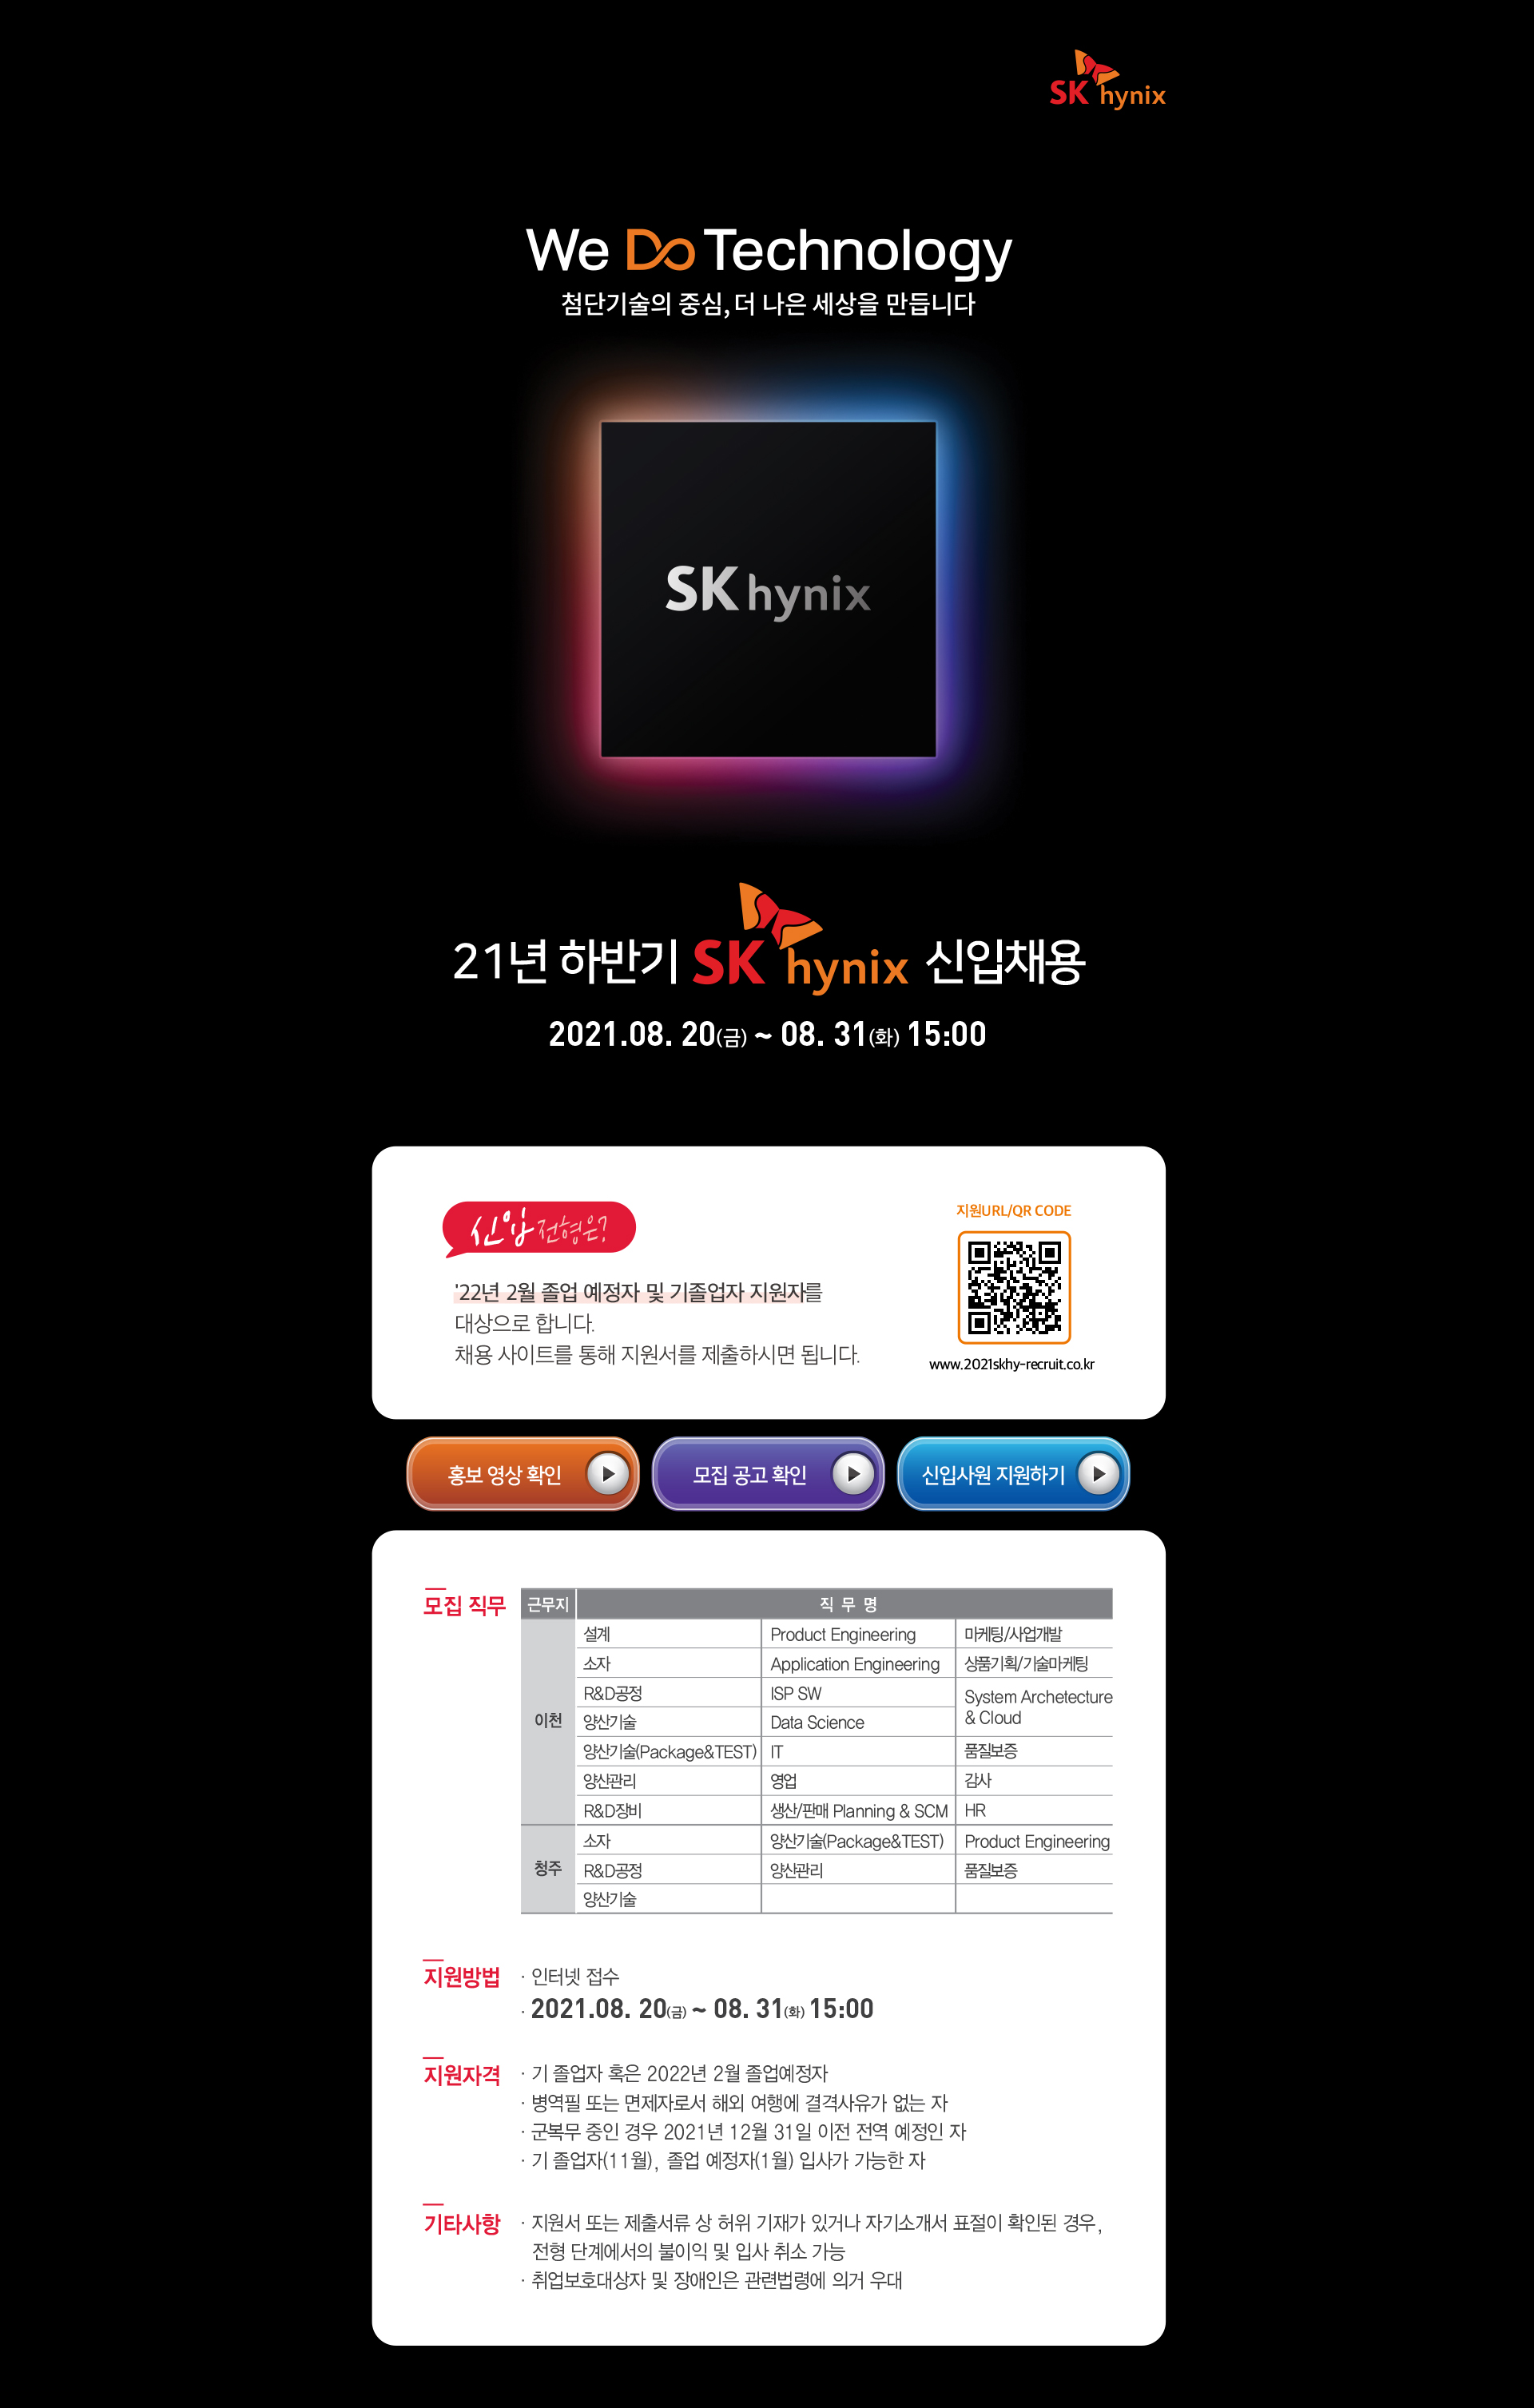 SK hynix
We Do Technology
첨단기술의 중심, 더 나은 세상을 만듭니다
SK hynix
21년 하반기 SK hynix 신입채용
2021.08. 20(금) ~ 08. 31(화) 15:00
신입 전형은?
지원URL/QR CODE
'22년 2월 졸업 예정자 및 기졸업자 지원자를
대상으로 합니다.
채용 사이트를 통해 지원서를 제출하시면 됩니다.
www.2021skhy-recruit.co.kr
홍보 영상 확인
모집 공고 확인
신입사원 지원하기
모집 직무
근무지 직 무 명
이천
설계 Product Engineering 마케팅/사업개발
소자 Application Engineering 상품기획/기술마케팅
R&D공정 ISP SW System Archetecture
양산기술 Data Science & Cloud
양산기술(Package&TEST) IT 품질보증
양산관리 영업 감사
R&D장비 생산/판매 Planning & SCM HR
청주
소자 양산기술(Package&TEST) Product Engineering
R&D공정 양산관리 품질보증
양산기술
지원방법
· 인터넷 접수
· 2021.08. 20(금) ~ 08. 31(화) 15:00
지원자격
· 기 졸업자 혹은 2022년 2월 졸업예정자
· 병역필 또는 면제자로서 해외 여행에 결격사유가 없는 자
· 군복무 중인 경우 2021년 12월 31일 이전 전역 예정인 자
· 기 졸업자(11월), 졸업 예정자(1월) 입사가 가능한 자
기타사항
· 지원서 또는 제출서류 상 허위 기재가 있거나 자기소개서 표절이 확인된 경우,
전형 단계에서의 불이익 및 입사 취소 가능
· 취업보호대상자 및 장애인은 관련법령에 의거 우대